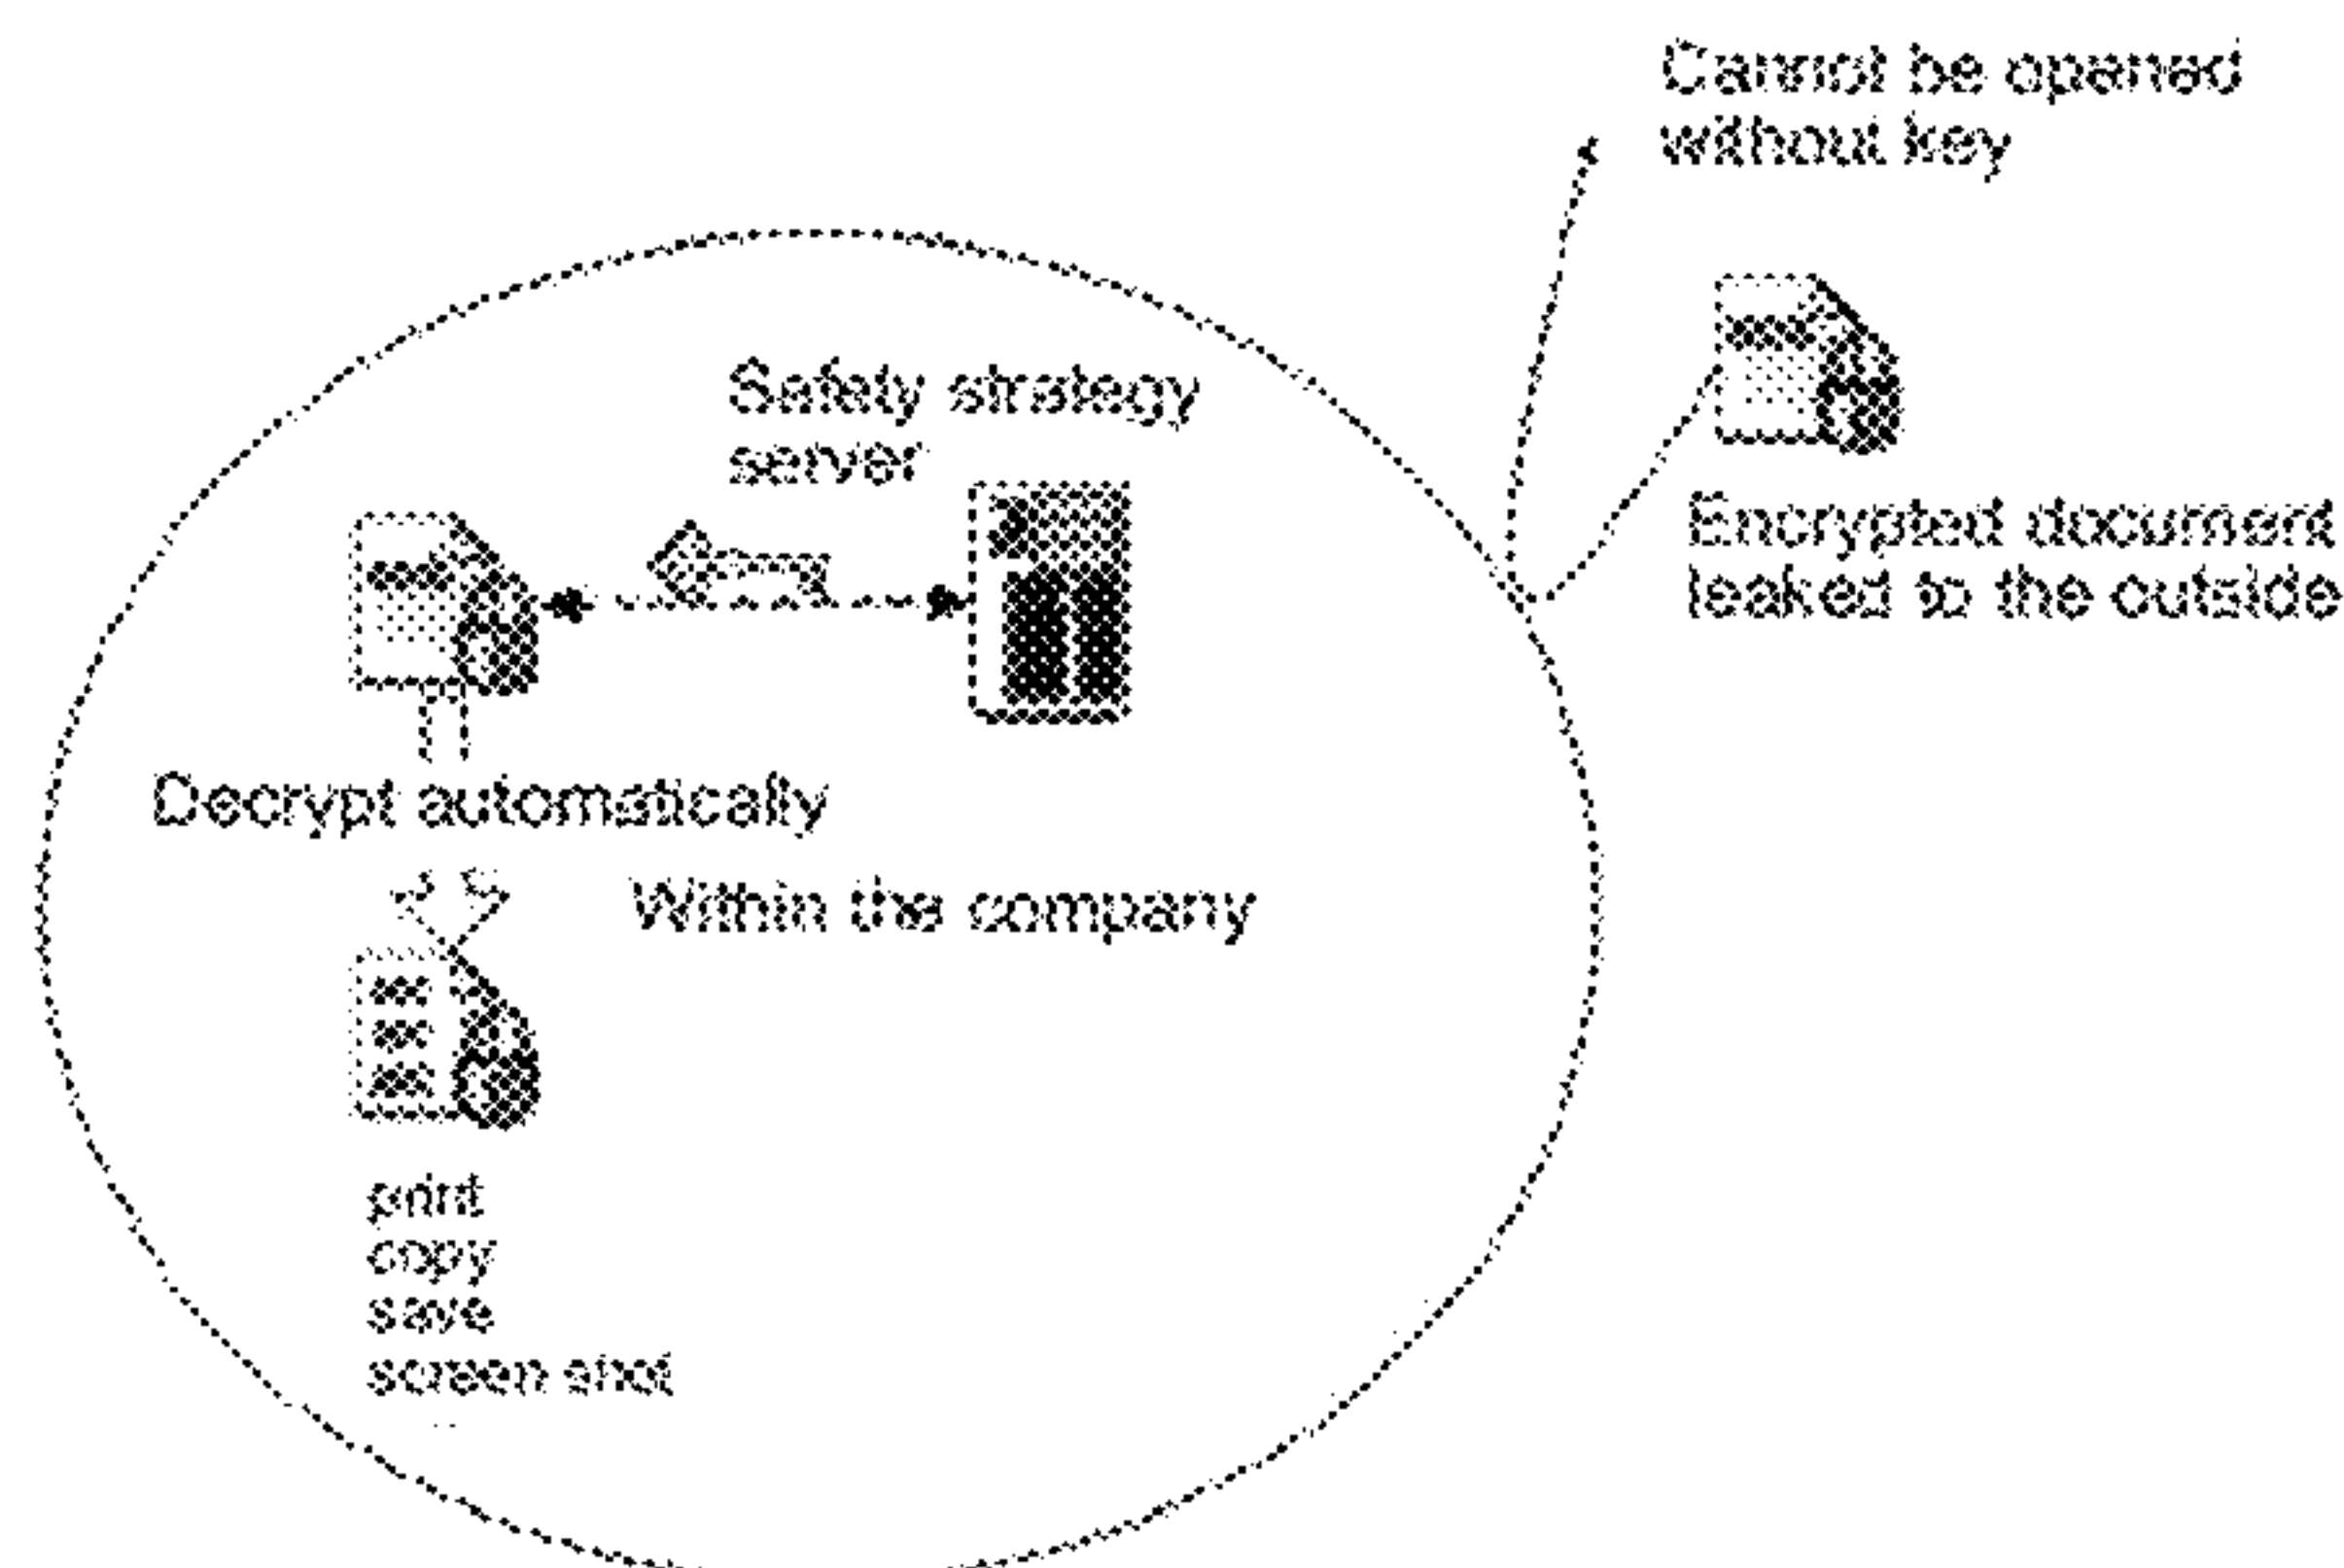 Cannot be opened
without key
Safety strategy
server
Encrypted document
leaked to the outside
Decrypt automatically
Within the company
print
copy
save
screen shot